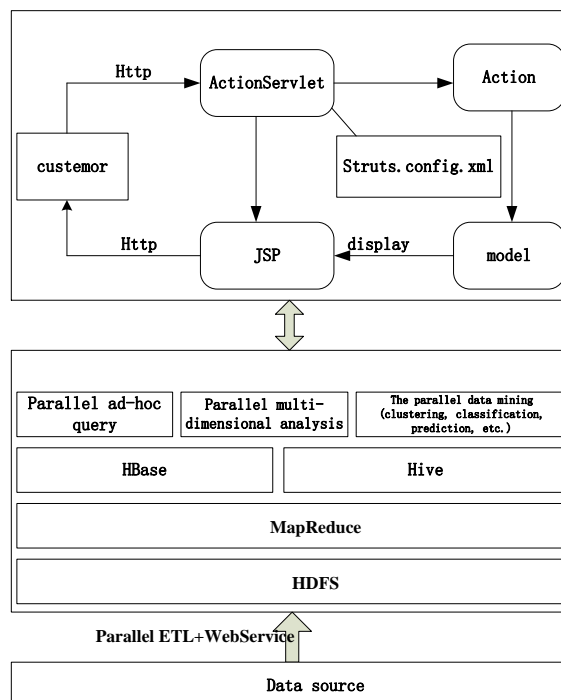 Http
ActionServlet
Action
custemor
Struts.config.xml
Http
JSP
display
model
Parallel ad-hoc
query
Parallel multi-
dimensional analysis
The parallel data mining
(clustering, classification,
prediction, etc.)
HBase
Hive
MapReduce
HDFS
Parallel ETL+WebService
Data source